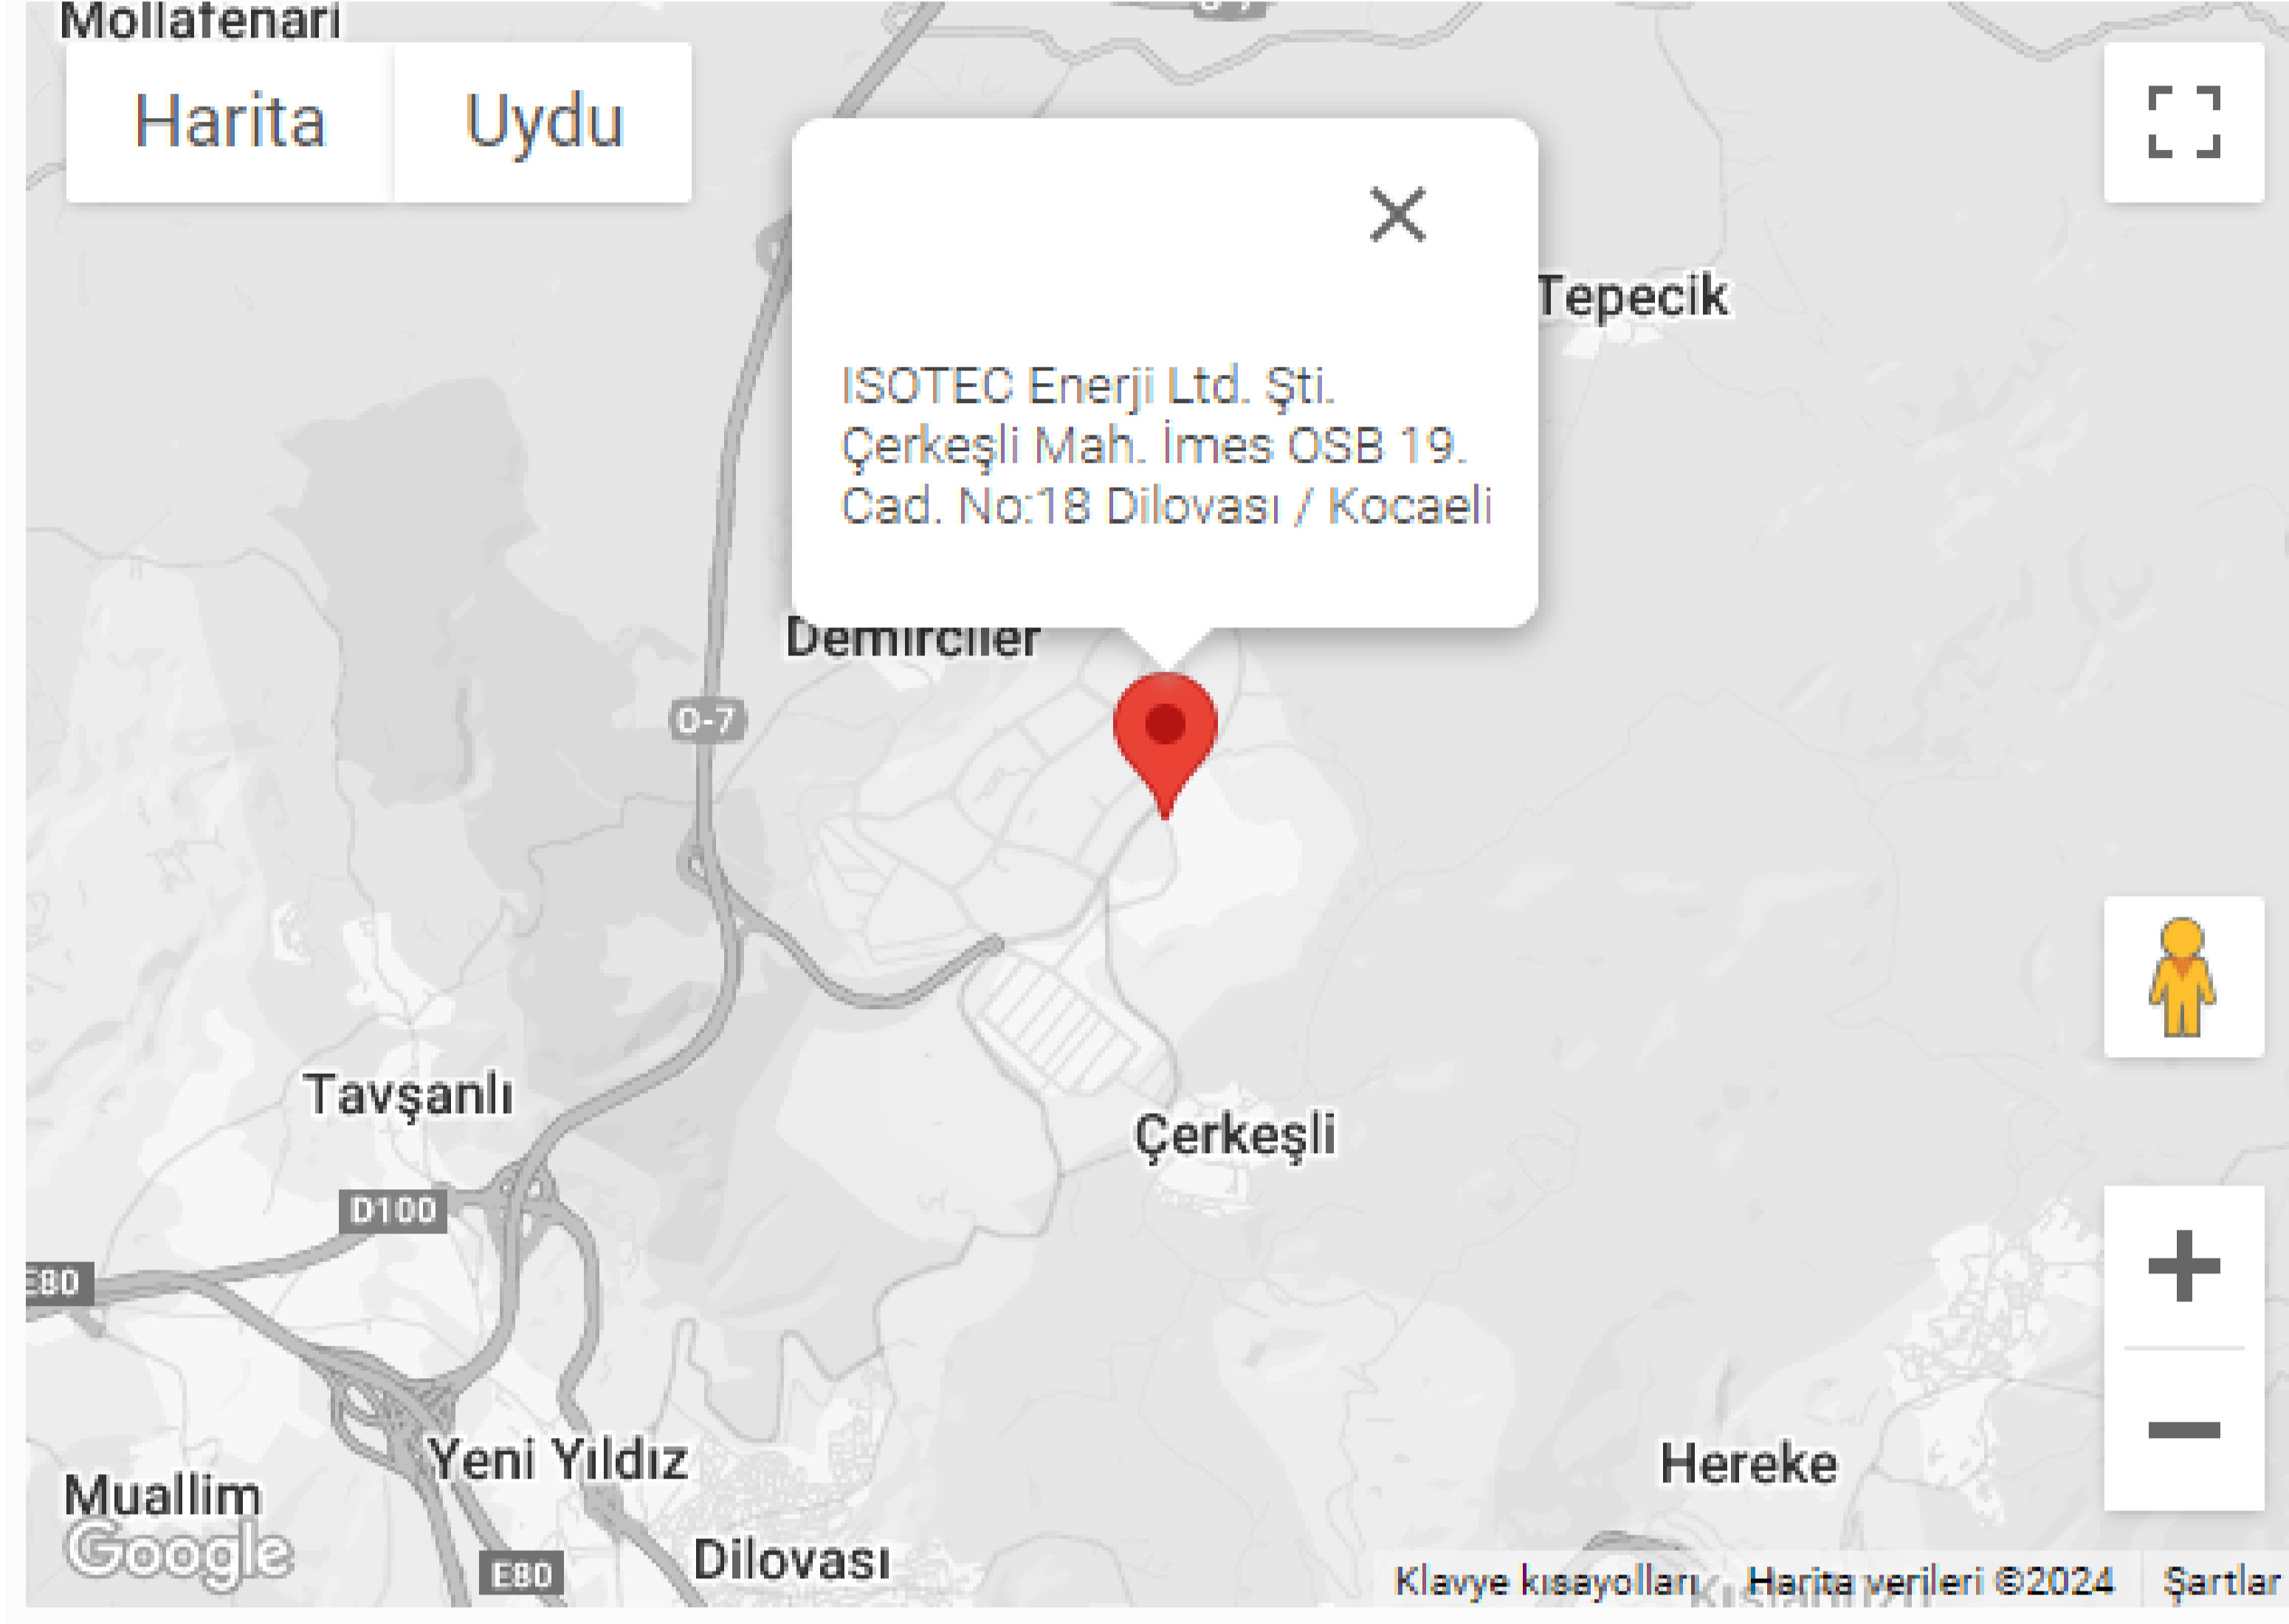 Mollafenari
Harita
Uydu
Tepecik
ISOTEC Enerji Ltd. Şti.
Çerkeşli Mah. İmes OSB 19.
Cad. No:18 Dilovası / Kocaeli
Demirciler
O-7
Tavşanlı
Çerkeşli
D100
E80
Yeni Yıldız
Hereke
Muallim
Google
E80
Dilovası
Klavye kısayolları
Harita verileri ©2024
Şartlar